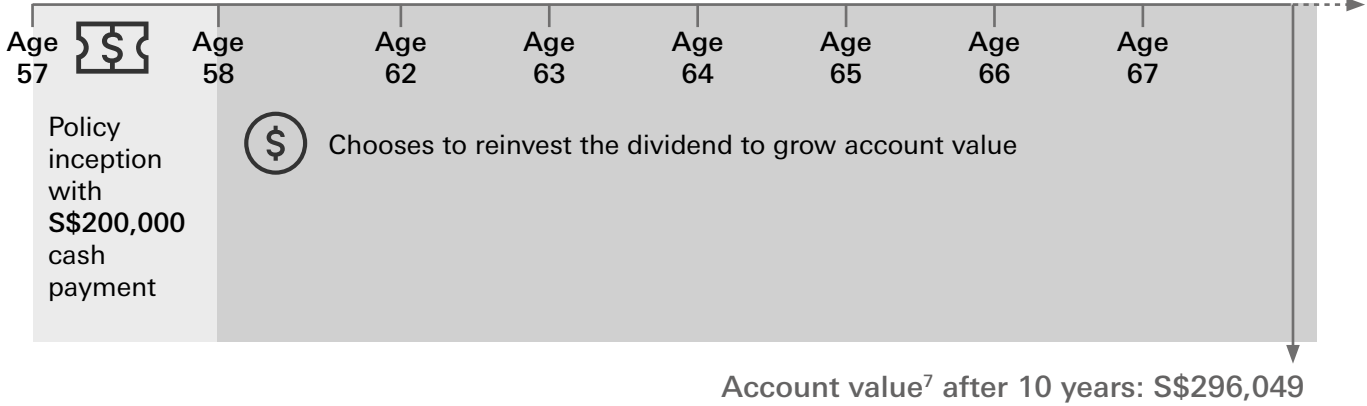 Age Age Age Age Age Age Age Age
57 58 62 63 64 65 66 67
$
Policy
inception
with
S$200,000
cash
payment
$ Chooses to reinvest the dividend to grow account value
Account value7 after 10 years: S$296,049